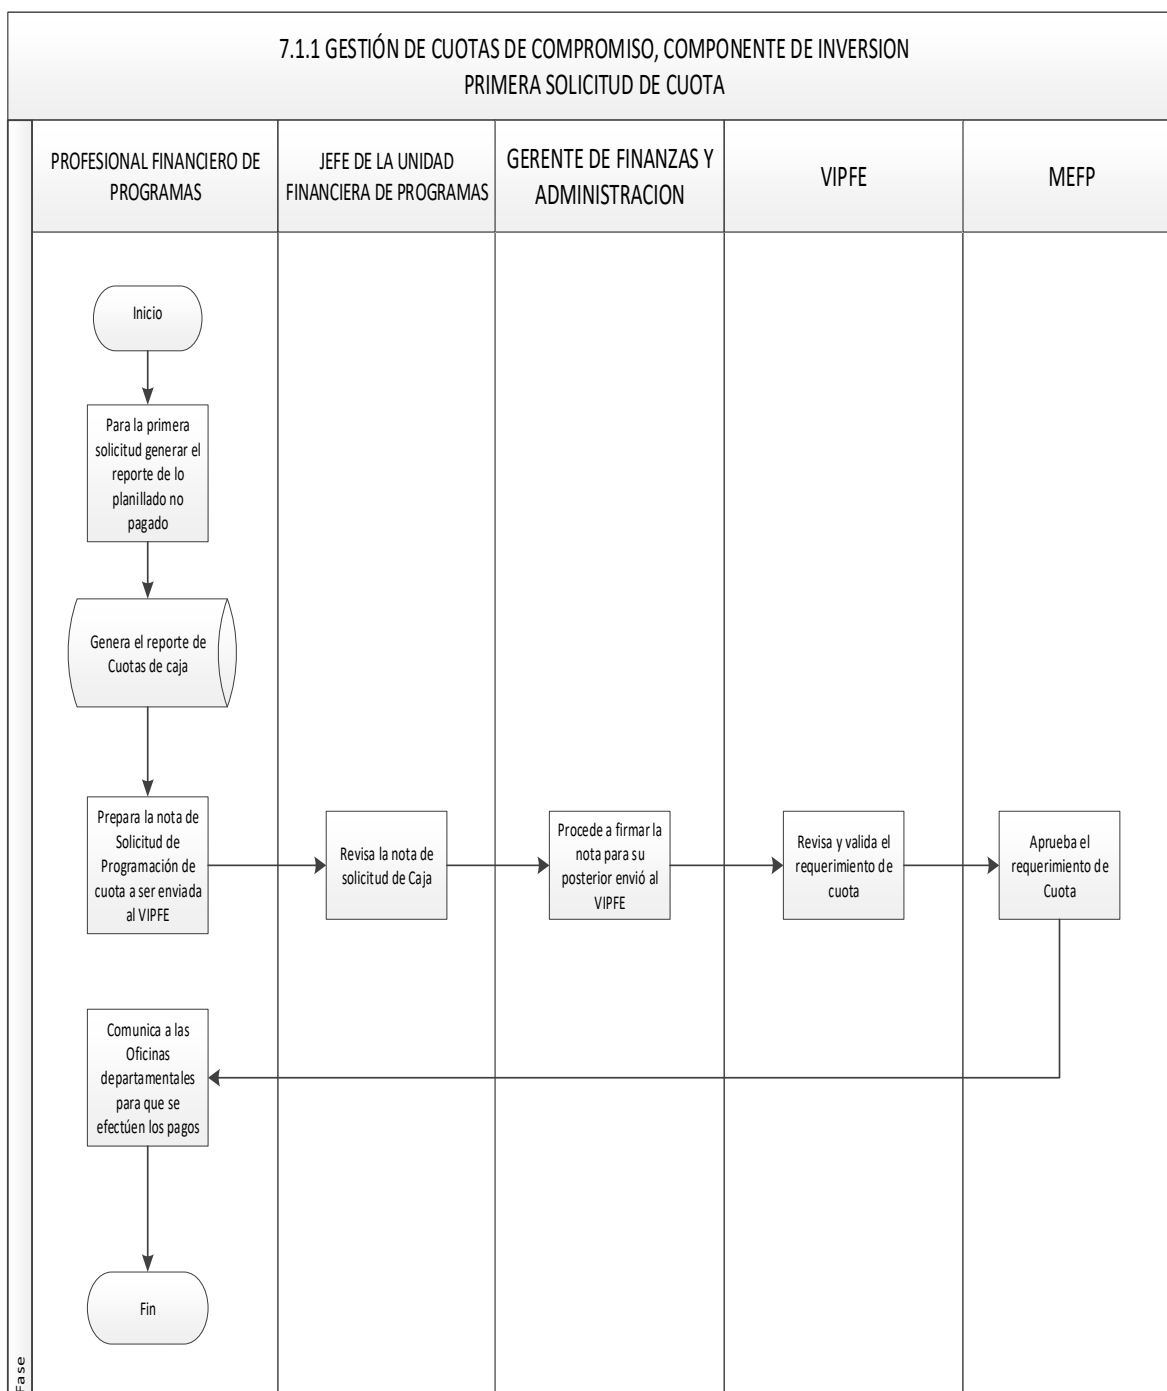 7.1.1 GESTIÓN DE CUOTAS DE COMPROMISO, COMPONENTE DE INVERSION
PRIMERA SOLICITUD DE CUOTA
PROFESIONAL FINANCIERO DE
PROGRAMAS
JEFE DE LA UNIDAD
FINANCIERA DE PROGRAMAS
GERENTE DE FINANZAS Y
ADMINISTRACION
VIPFE
MEFP
Inicio
Para la primera
solicitud generar el
reporte de lo
planillado no
pagado
Genera el reporte de
Cuotas de caja
Prepara la nota de
Solicitud de
Programación de
cuota a ser enviada
al VIPFE
Revisa la nota de
solicitud de Caja
Procede a firmar la
nota para su
posterior envió al
VIPFE
Revisa y valida el
requerimiento de
cuota
Aprueba el
requerimiento de
Cuota
Comunica a las
Oficinas
departamentales
para que se
efectúen los pagos
Fin
Fase